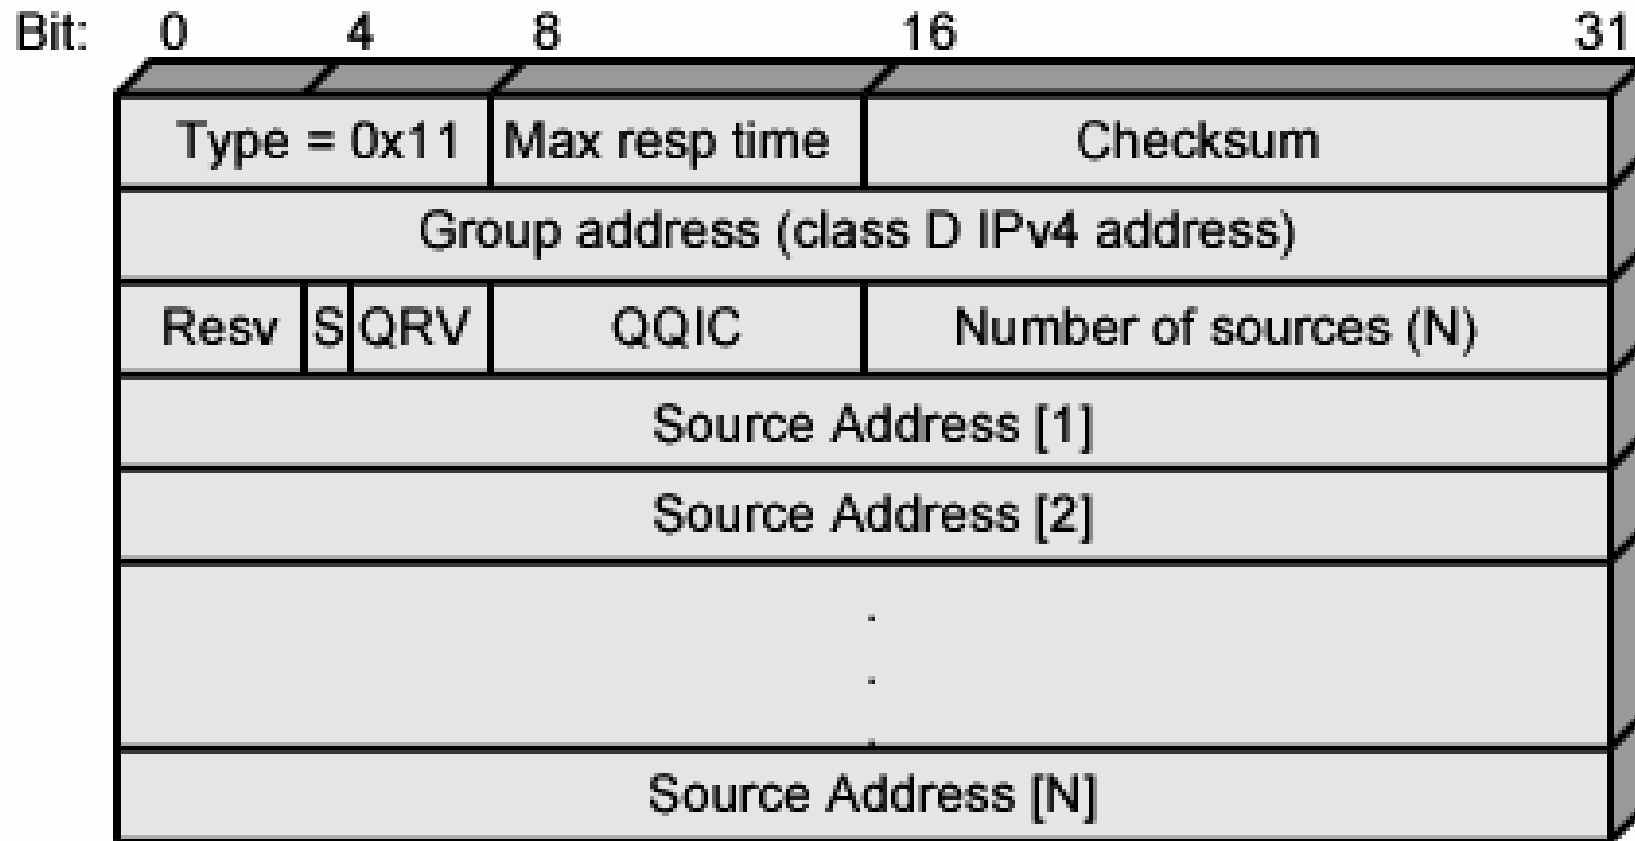 Bit: 0 4 8 16 31
Type = 0x11 Max resp time Checksum
Group address (class D IPv4 address)
Resv S QRV QQIC Number of sources (N)
Source Address [1]
Source Address [2]
.
.
.
Source Address [N]